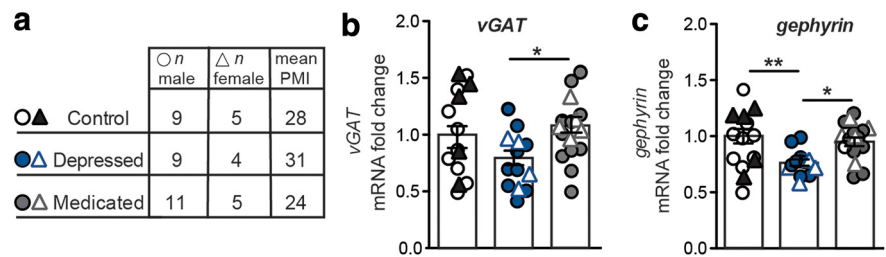 a
○ n male
△ n female
mean PMI
Control 9 5 28
Depressed 9 4 31
Medicated 11 5 24
b
vGAT
vGAT
mRNA fold change
2.0
1.5
1.0
0.5
0.0
*
c
gephyrin
gephyrin
mRNA fold change
2.0
1.5
1.0
0.5
0.0
**
*